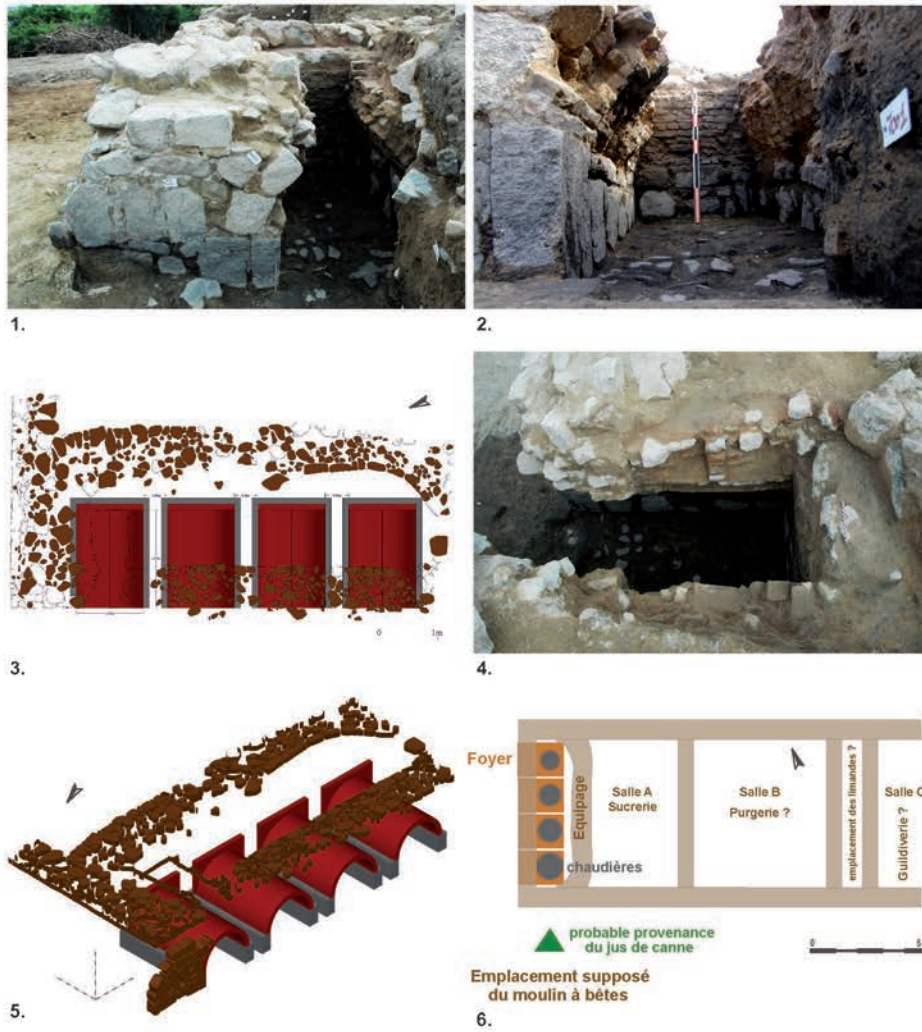 1.
2.
3.
0 1m
4.
5.
Foyer
Equipage
chaudières
Salle A
Sucrerie
Salle B
Purgerie ?
emplacement des limandes ?
Salle C
Guildiverie ?
probable provenance
du jus de canne
Emplacement supposé
du moulin à bêtes
0 5
6.